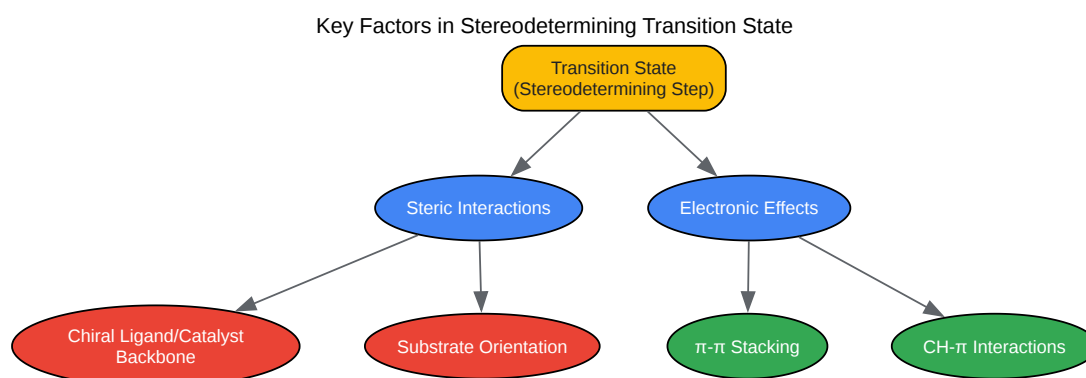 Key Factors in Stereodetermining Transition State
Transition State
(Stereodetermining Step)
Steric Interactions
Electronic Effects
Chiral Ligand/Catalyst
Backbone
Substrate Orientation
π-π Stacking
CH-π Interactions